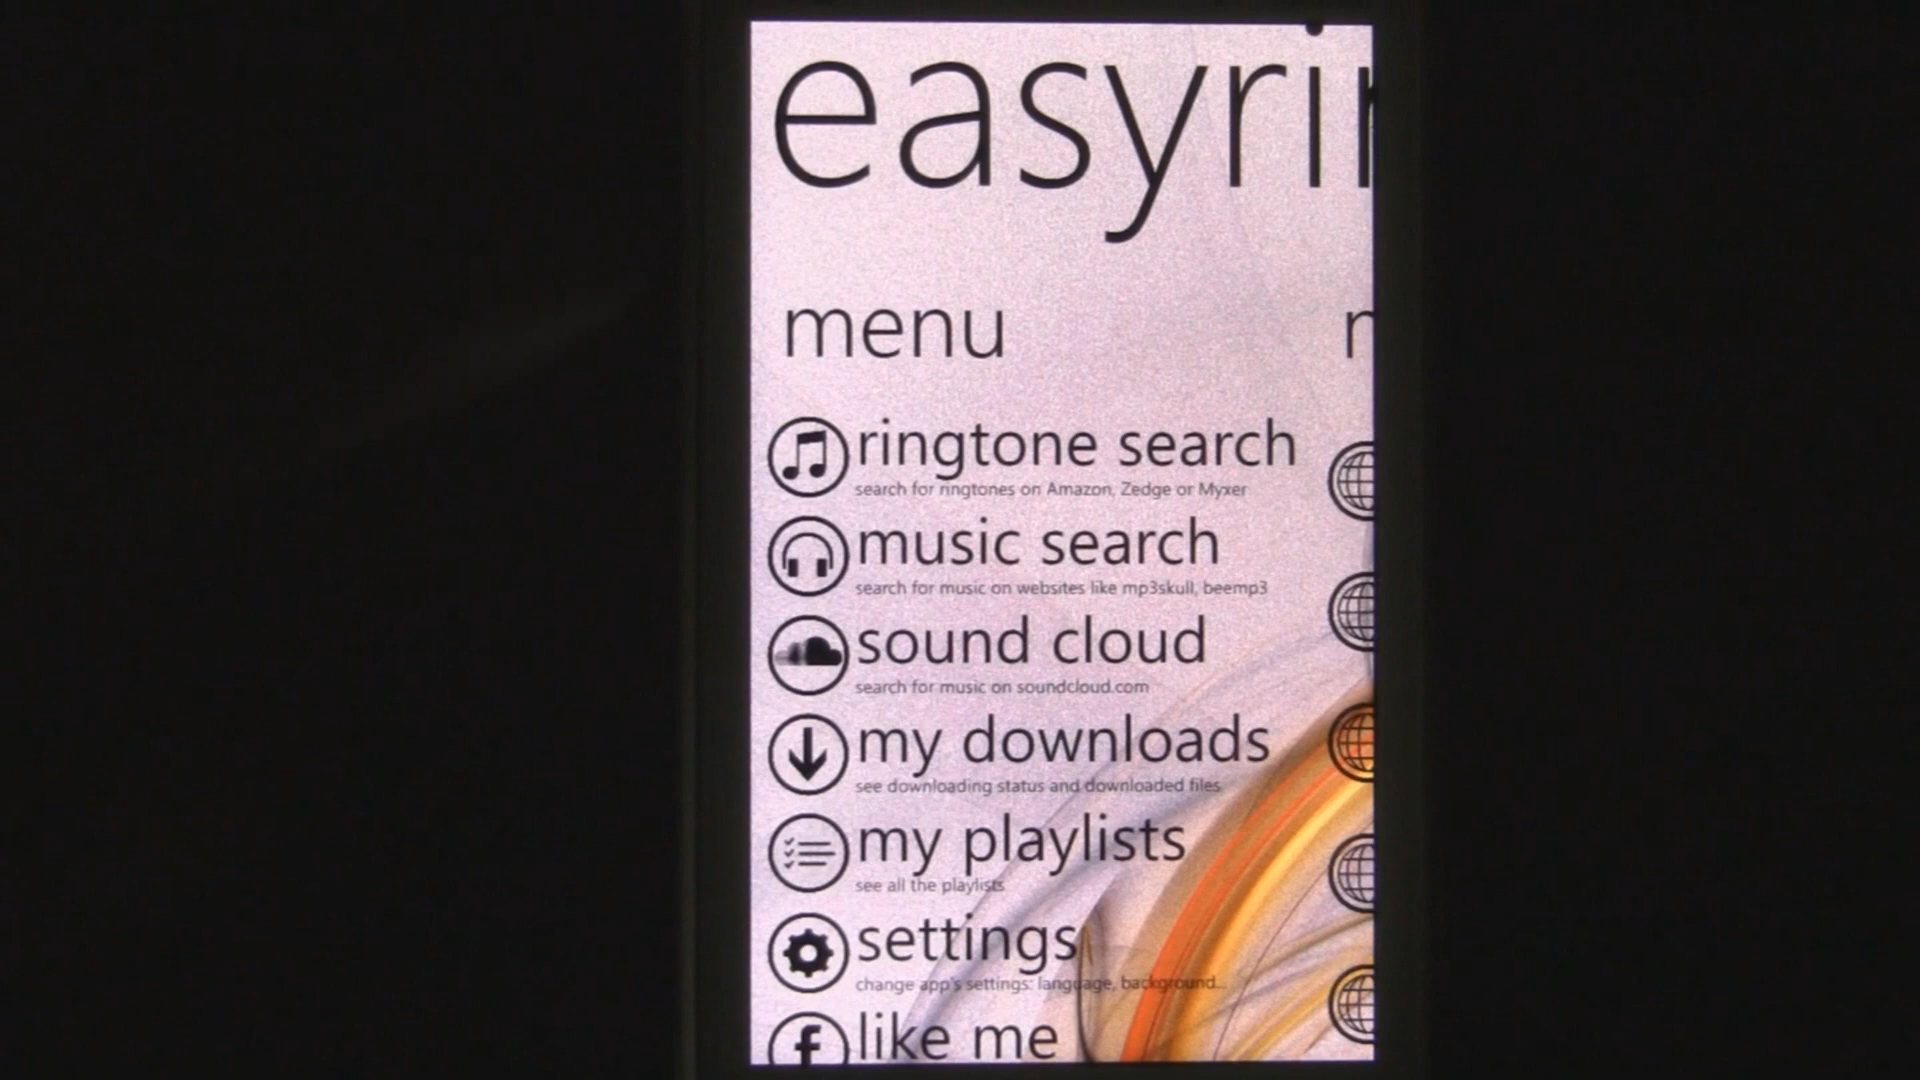 easyri
menu
ringtone search
search for ringtones on Amazon, Zedge or Myxer
music search
search for music on websites like mp3skull, beemp3
sound cloud
search for music on soundcloud.com
my downloads
see downloading status and downloaded files
my playlists
see all the playlists
settings
change app's settings: language, background...
like me